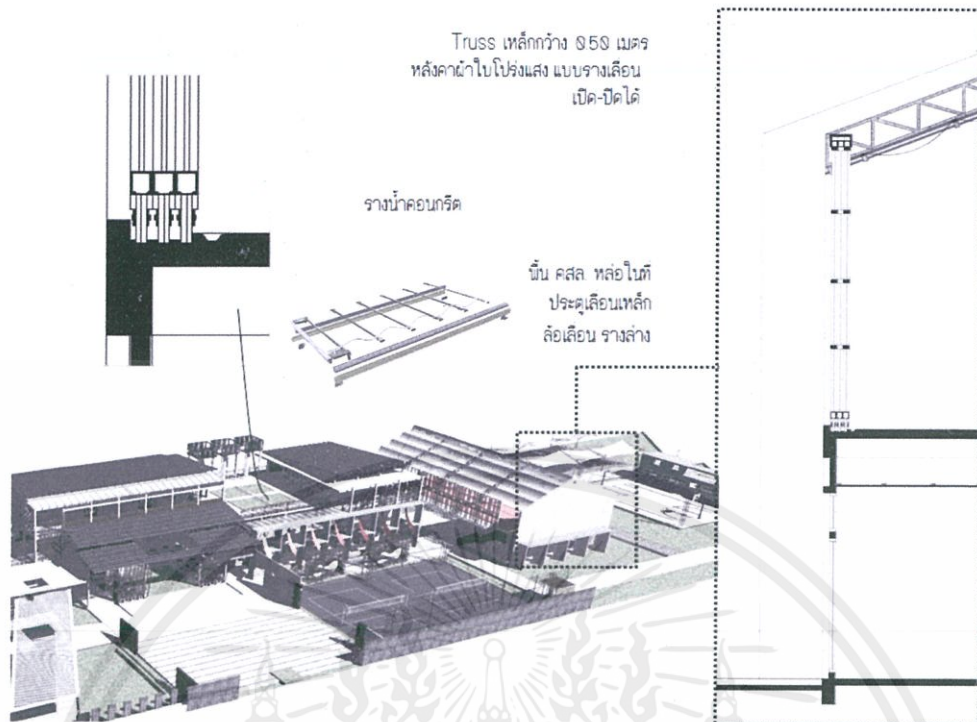 Truss เหล็กกว้าง 0.50 เมตร
หลังคาผ้าใบโปร่งแสง แบบรางเลื่อน
เปิด-ปิดได้
รางน้ำคอนกรีต
พื้น คสล. หล่อในที่
ประตูเลื่อนเหล็ก
ล้อเลื่อน รางล่าง